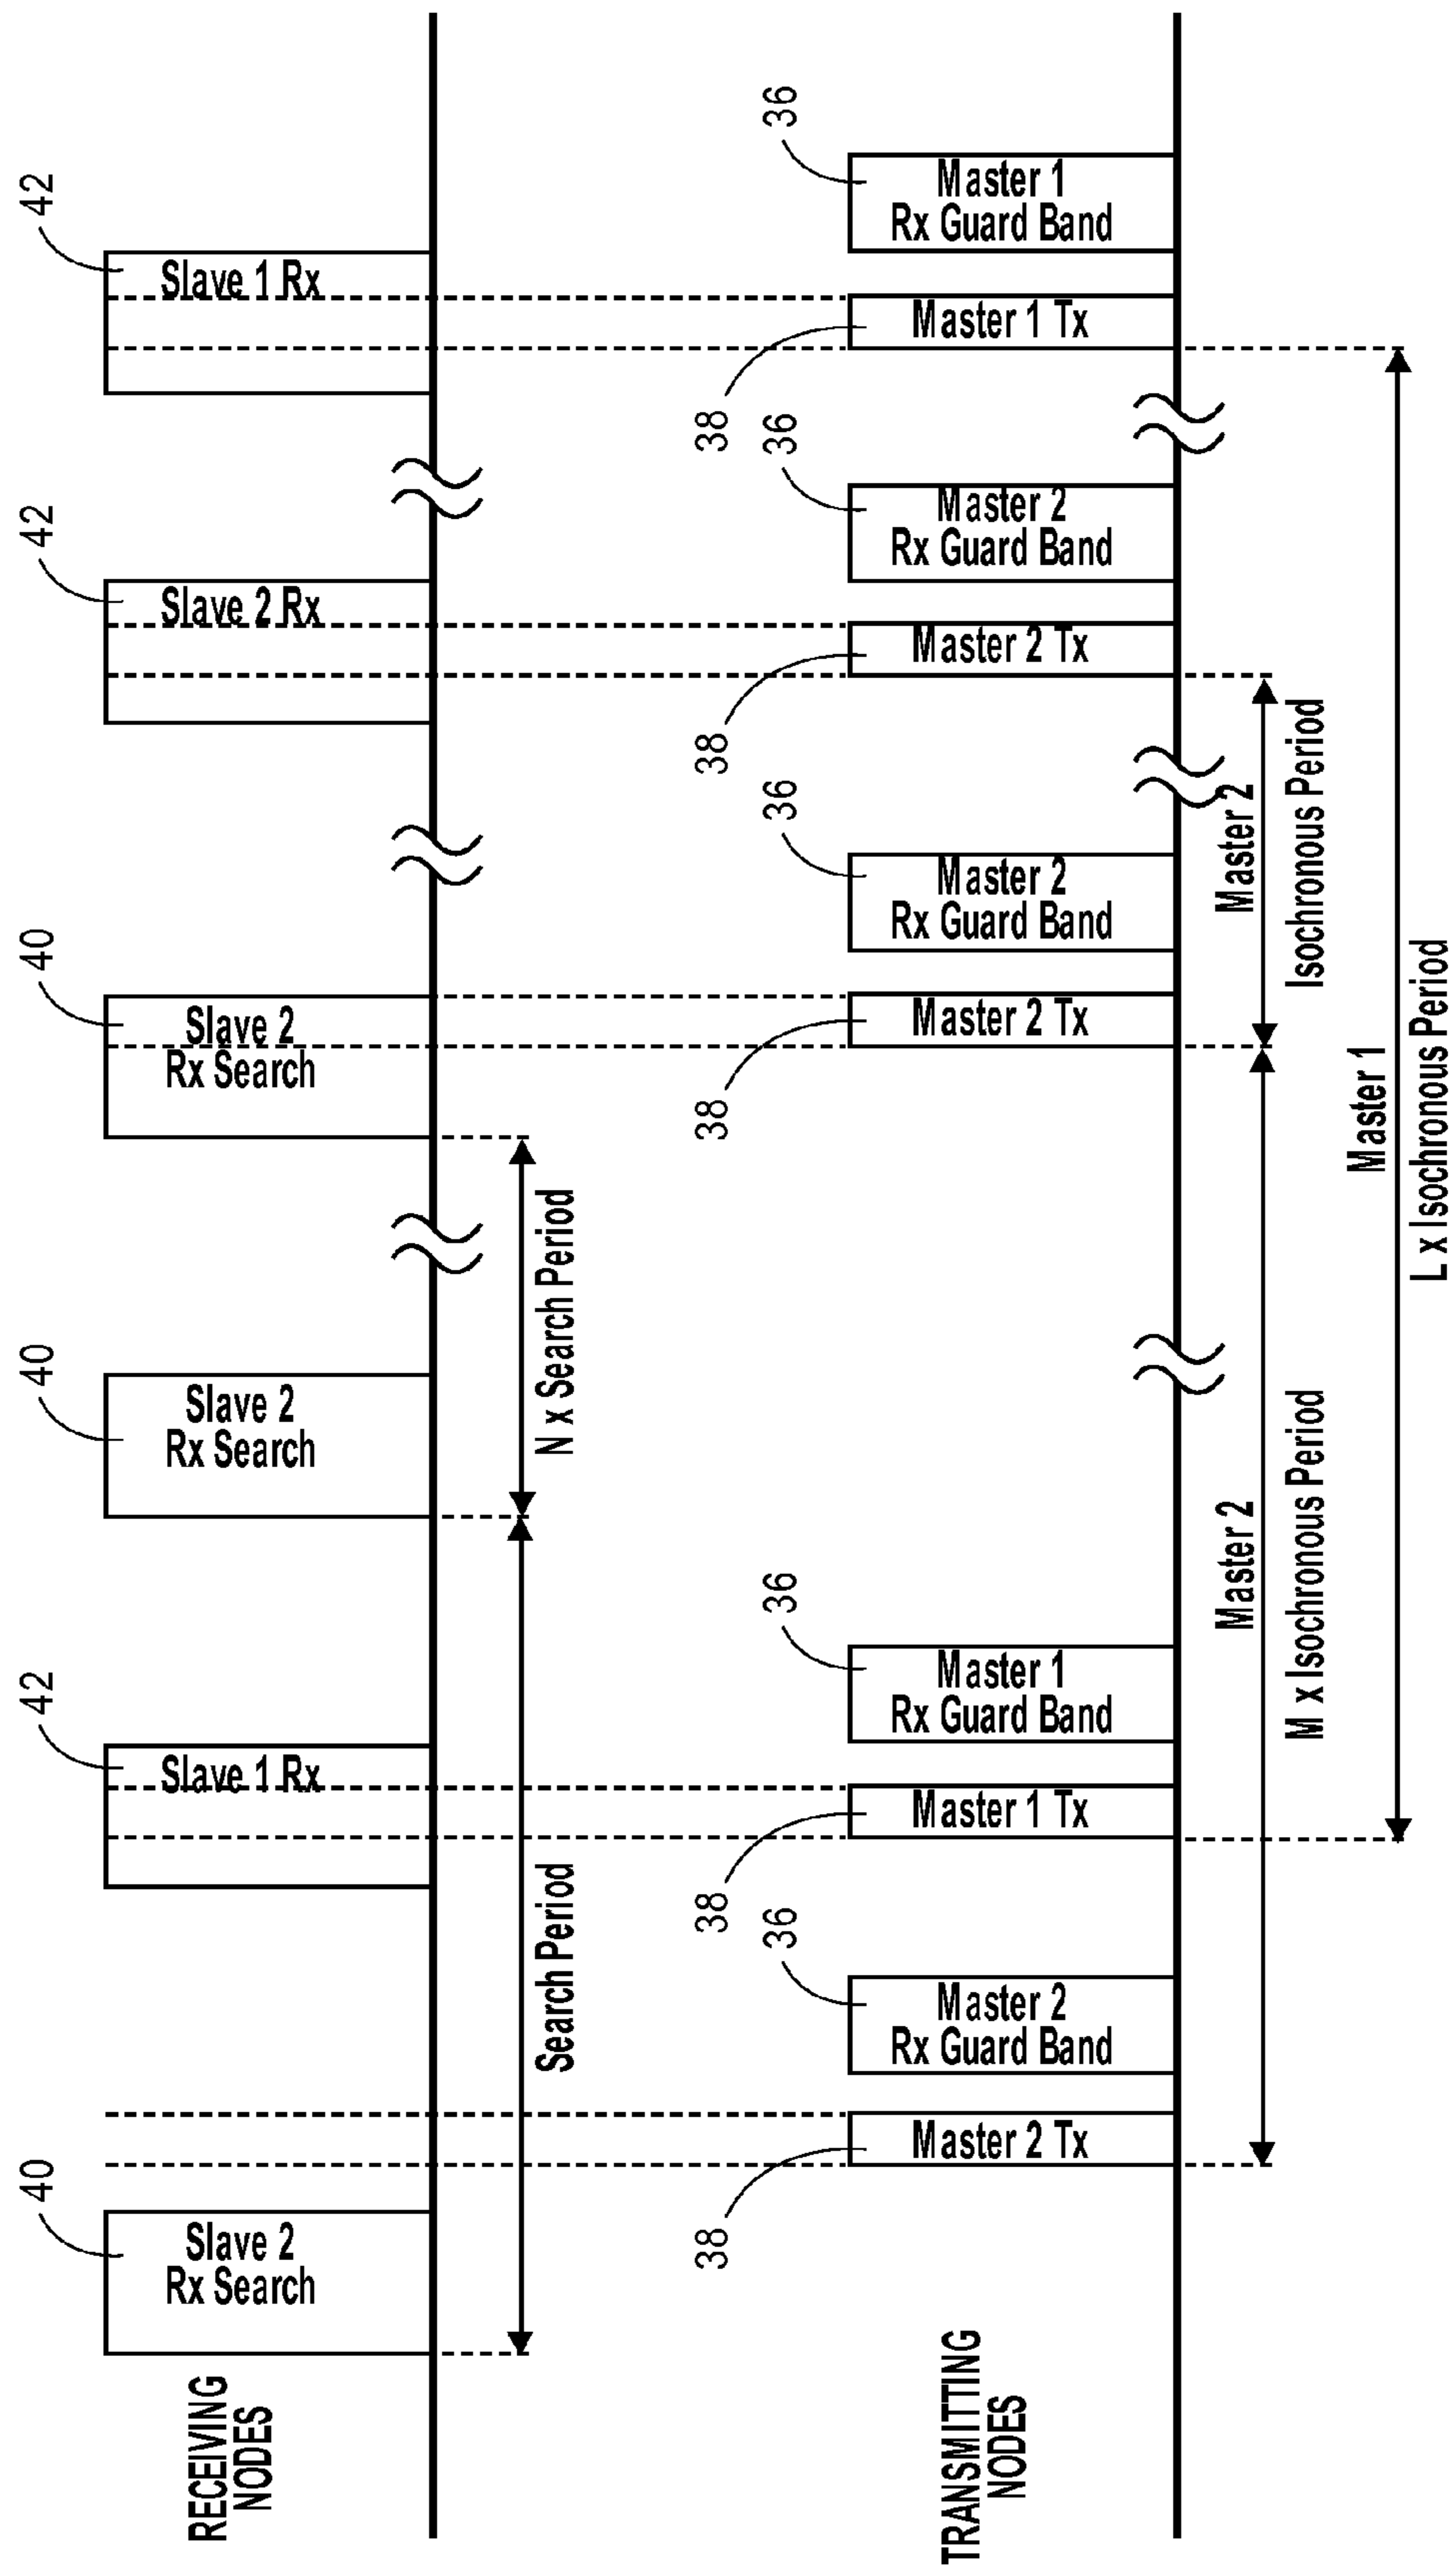 RECEIVING
NODES
40
Slave 2
Rx Search
42
Slave 1 Rx
40
Slave 2
Rx Search
40
Slave 2
Rx Search
42
Slave 2 Rx
42
Slave 1 Rx
Search Period
N x Search Period
TRANSMITTING
NODES
38
Master 2 Tx
36
Master 2
Rx Guard Band
38
Master 1 Tx
36
Master 1
Rx Guard Band
38
Master 2 Tx
36
Master 2
Rx Guard Band
38
Master 2 Tx
36
Master 2
Rx Guard Band
38
Master 1 Tx
36
Master 1
Rx Guard Band
Master 2
M x Isochronous Period
Master 2
Isochronous Period
Master 1
L x Isochronous Period